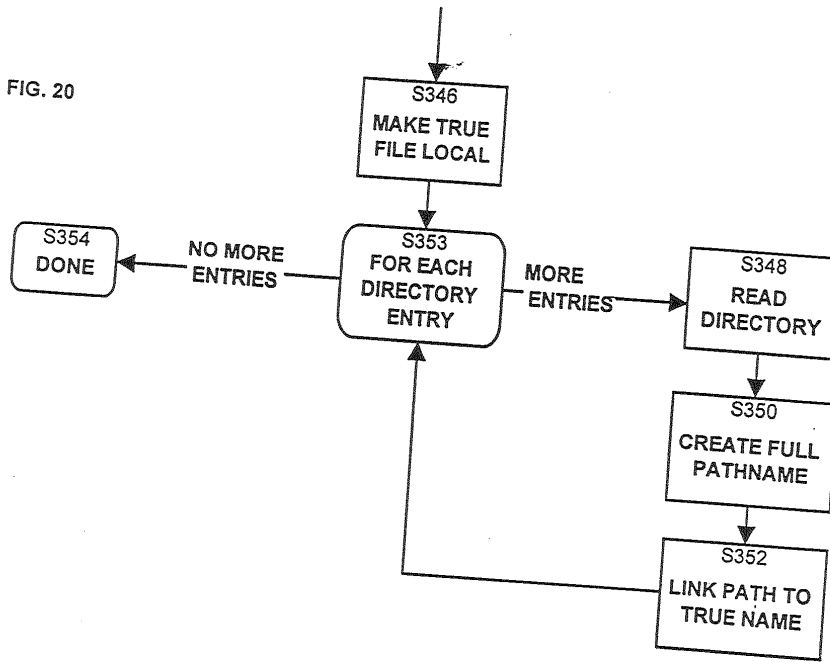 FIG. 20
S346
MAKE TRUE
FILE LOCAL
S353
FOR EACH
DIRECTORY
ENTRY
NO MORE
ENTRIES
S354
DONE
MORE
ENTRIES
S348
READ
DIRECTORY
S350
CREATE FULL
PATHNAME
S352
LINK PATH TO
TRUE NAME